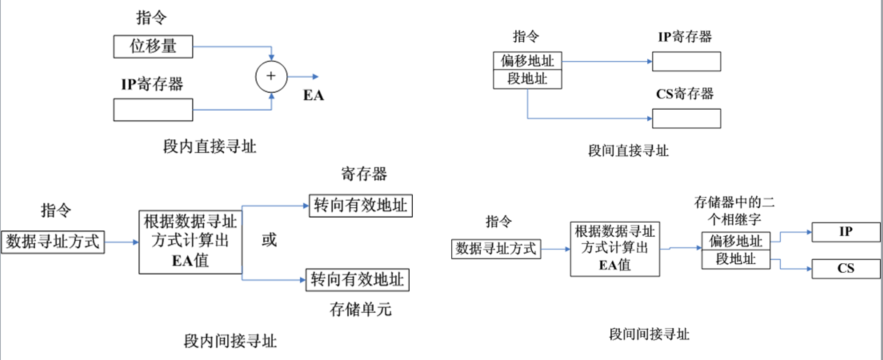 指令
位移量
IP寄存器
+
EA
段内直接寻址
指令
偏移地址
段地址
IP寄存器
CS寄存器
段间直接寻址
指令
数据寻址方式
根据数据寻址
方式计算出
EA值
或
寄存器
转向有效地址
转向有效地址
存储单元
段内间接寻址
指令
数据寻址方式
根据数据寻址
方式计算出
EA值
存储器中的二
个相继字
偏移地址
段地址
IP
CS
段间间接寻址